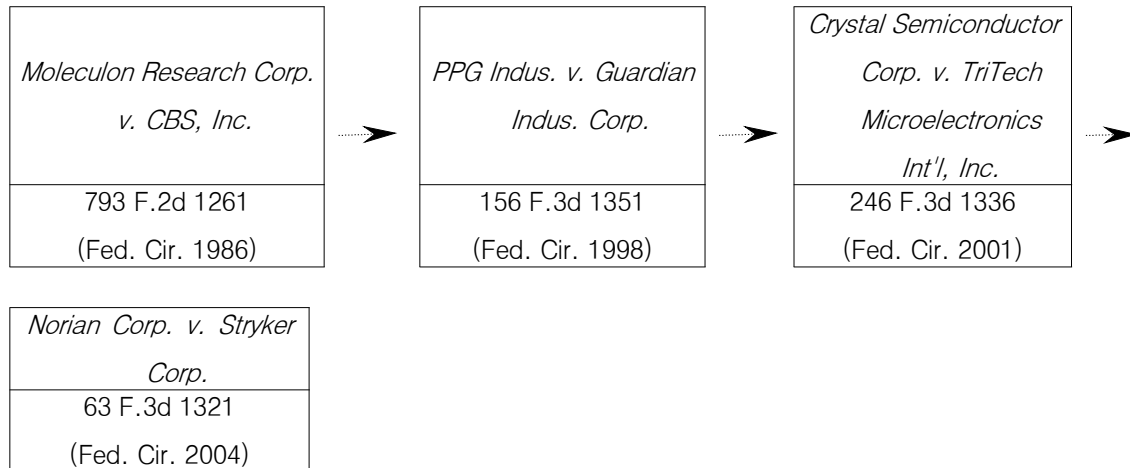 Moleculon Research Corp.
v. CBS, Inc.
793 F.2d 1261
(Fed. Cir. 1986)
PPG Indus. v. Guardian
Indus. Corp.
156 F.3d 1351
(Fed. Cir. 1998)
Crystal Semiconductor
Corp. v. TriTech
Microelectronics
Int'l, Inc.
246 F.3d 1336
(Fed. Cir. 2001)
Norian Corp. v. Stryker
Corp.
63 F.3d 1321
(Fed. Cir. 2004)